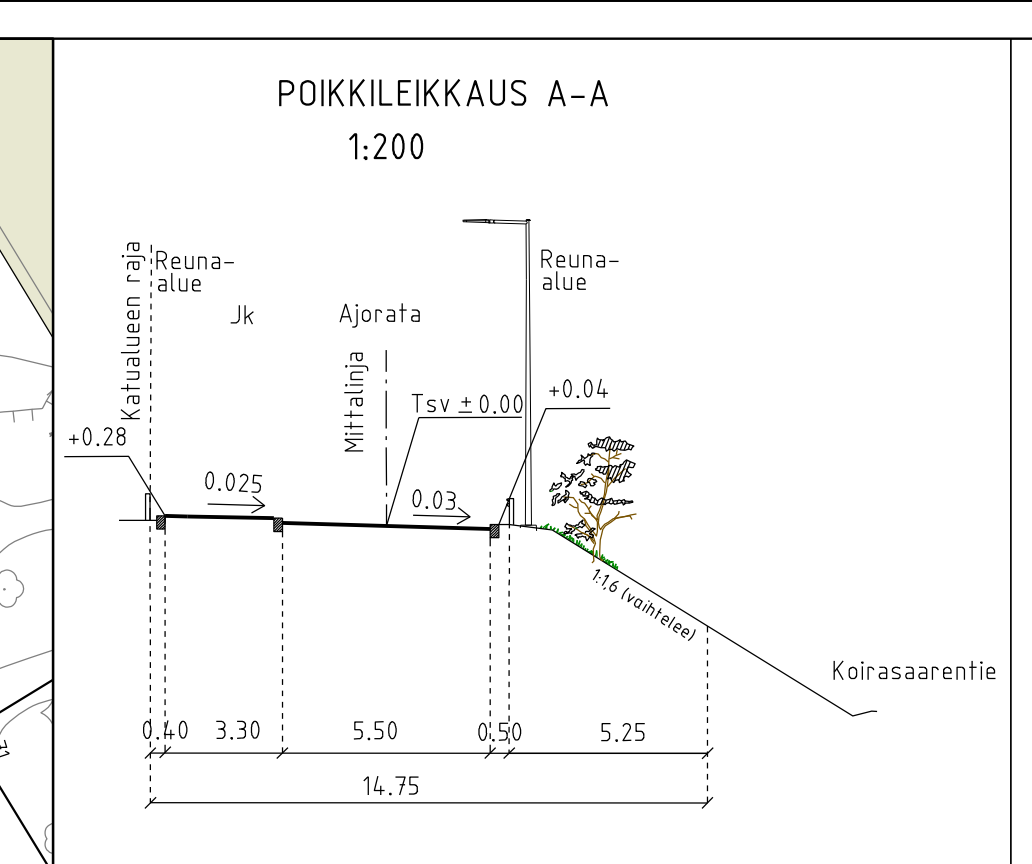 POIKKILEIKKAUS A-A
1:200
Katualueen raja
Reuna-
alue
Jk
Ajorata
Mittalinja
Reuna-
alue
Tsv ±0.00
+0.04
+0.28
0.025
0.03
1:1,6 (vaihtelee)
Koirasaarentie
0.40
3.30
5.50
0.50
5.25
14.75